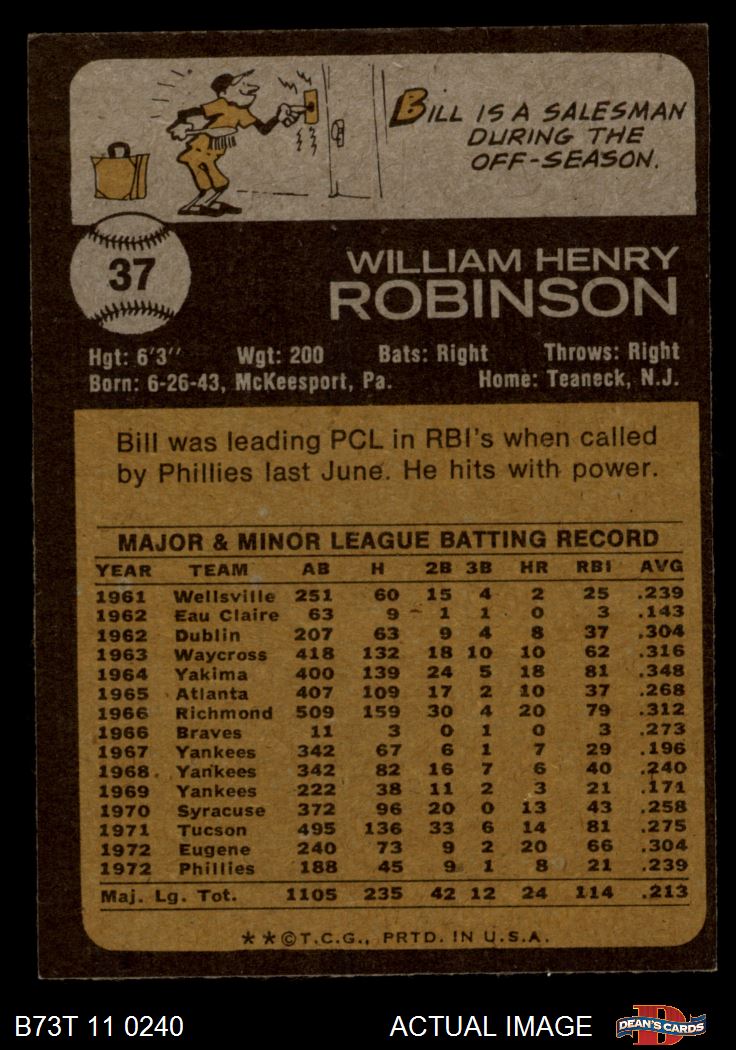 BILL IS A SALESMAN
DURING THE
OFF-SEASON.
37
WILLIAM HENRY
ROBINSON
Hgt: 6'3" Wgt: 200 Bats: Right Throws: Right
Born: 6-26-43, McKeesport, Pa. Home: Teaneck, N.J.
Bill was leading PCL in RBI's when called
by Phillies last June. He hits with power.
MAJOR & MINOR LEAGUE BATTING RECORD
YEAR TEAM AB H 2B 3B HR RBI AVG
1961 Wellsville 251 60 15 4 2 25 .239
1962 Eau Claire 63 9 1 1 0 3 .143
1962 Dublin 207 63 9 4 8 37 .304
1963 Waycross 418 132 18 10 10 62 .316
1964 Yakima 400 139 24 5 18 81 .348
1965 Atlanta 407 109 17 2 10 37 .268
1966 Richmond 509 159 30 4 20 79 .312
1966 Braves 11 3 0 1 0 3 .273
1967 Yankees 342 67 6 1 7 29 .196
1968 Yankees 342 82 16 7 6 40 .240
1969 Yankees 222 38 11 2 3 21 .171
1970 Syracuse 372 96 20 0 13 43 .258
1971 Tucson 495 136 33 6 14 81 .275
1972 Eugene 240 73 9 2 20 66 .304
1972 Phillies 188 45 9 1 8 21 .239
Maj. Lg. Tot. 1105 235 42 12 24 114 .213
★★©T.C.G., PRTD. IN U.S.A.
B73T 11 0240 ACTUAL IMAGE DEAN'S CARDS